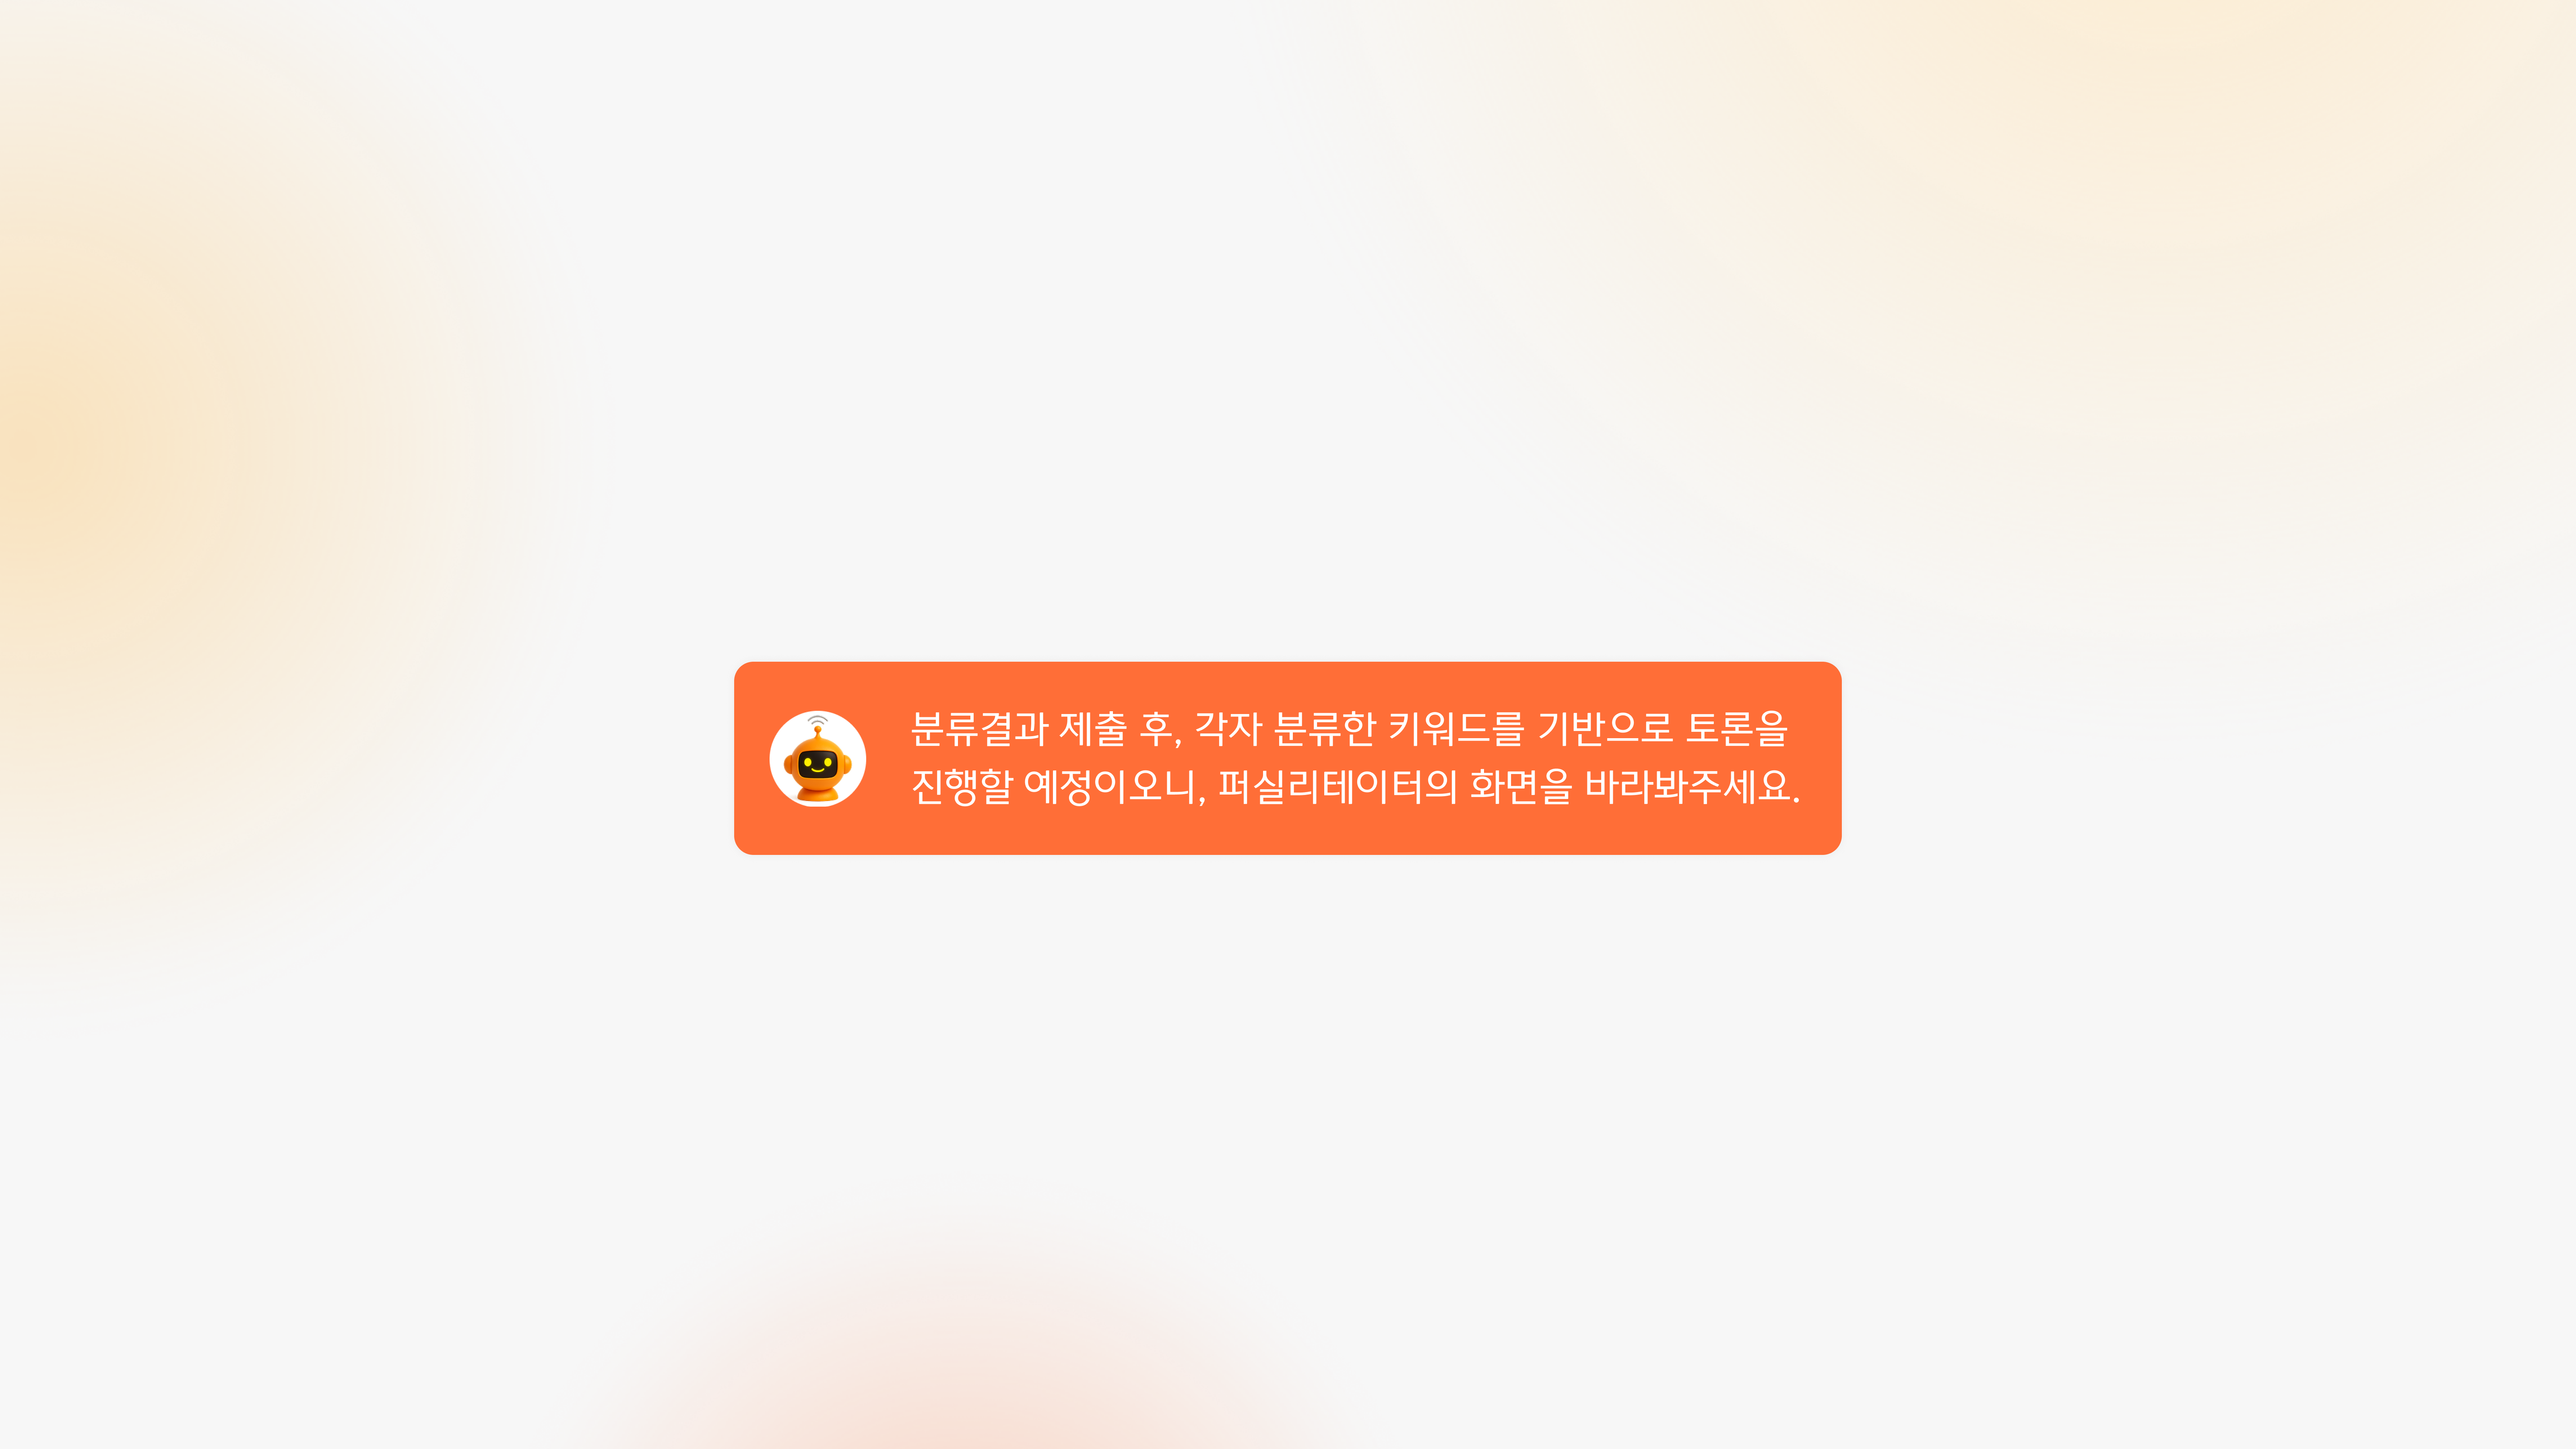 분류결과 제출 후, 각자 분류한 키워드를 기반으로 토론을
진행할 예정이오니, 퍼실리데이터의 화면을 바라봐주세요.